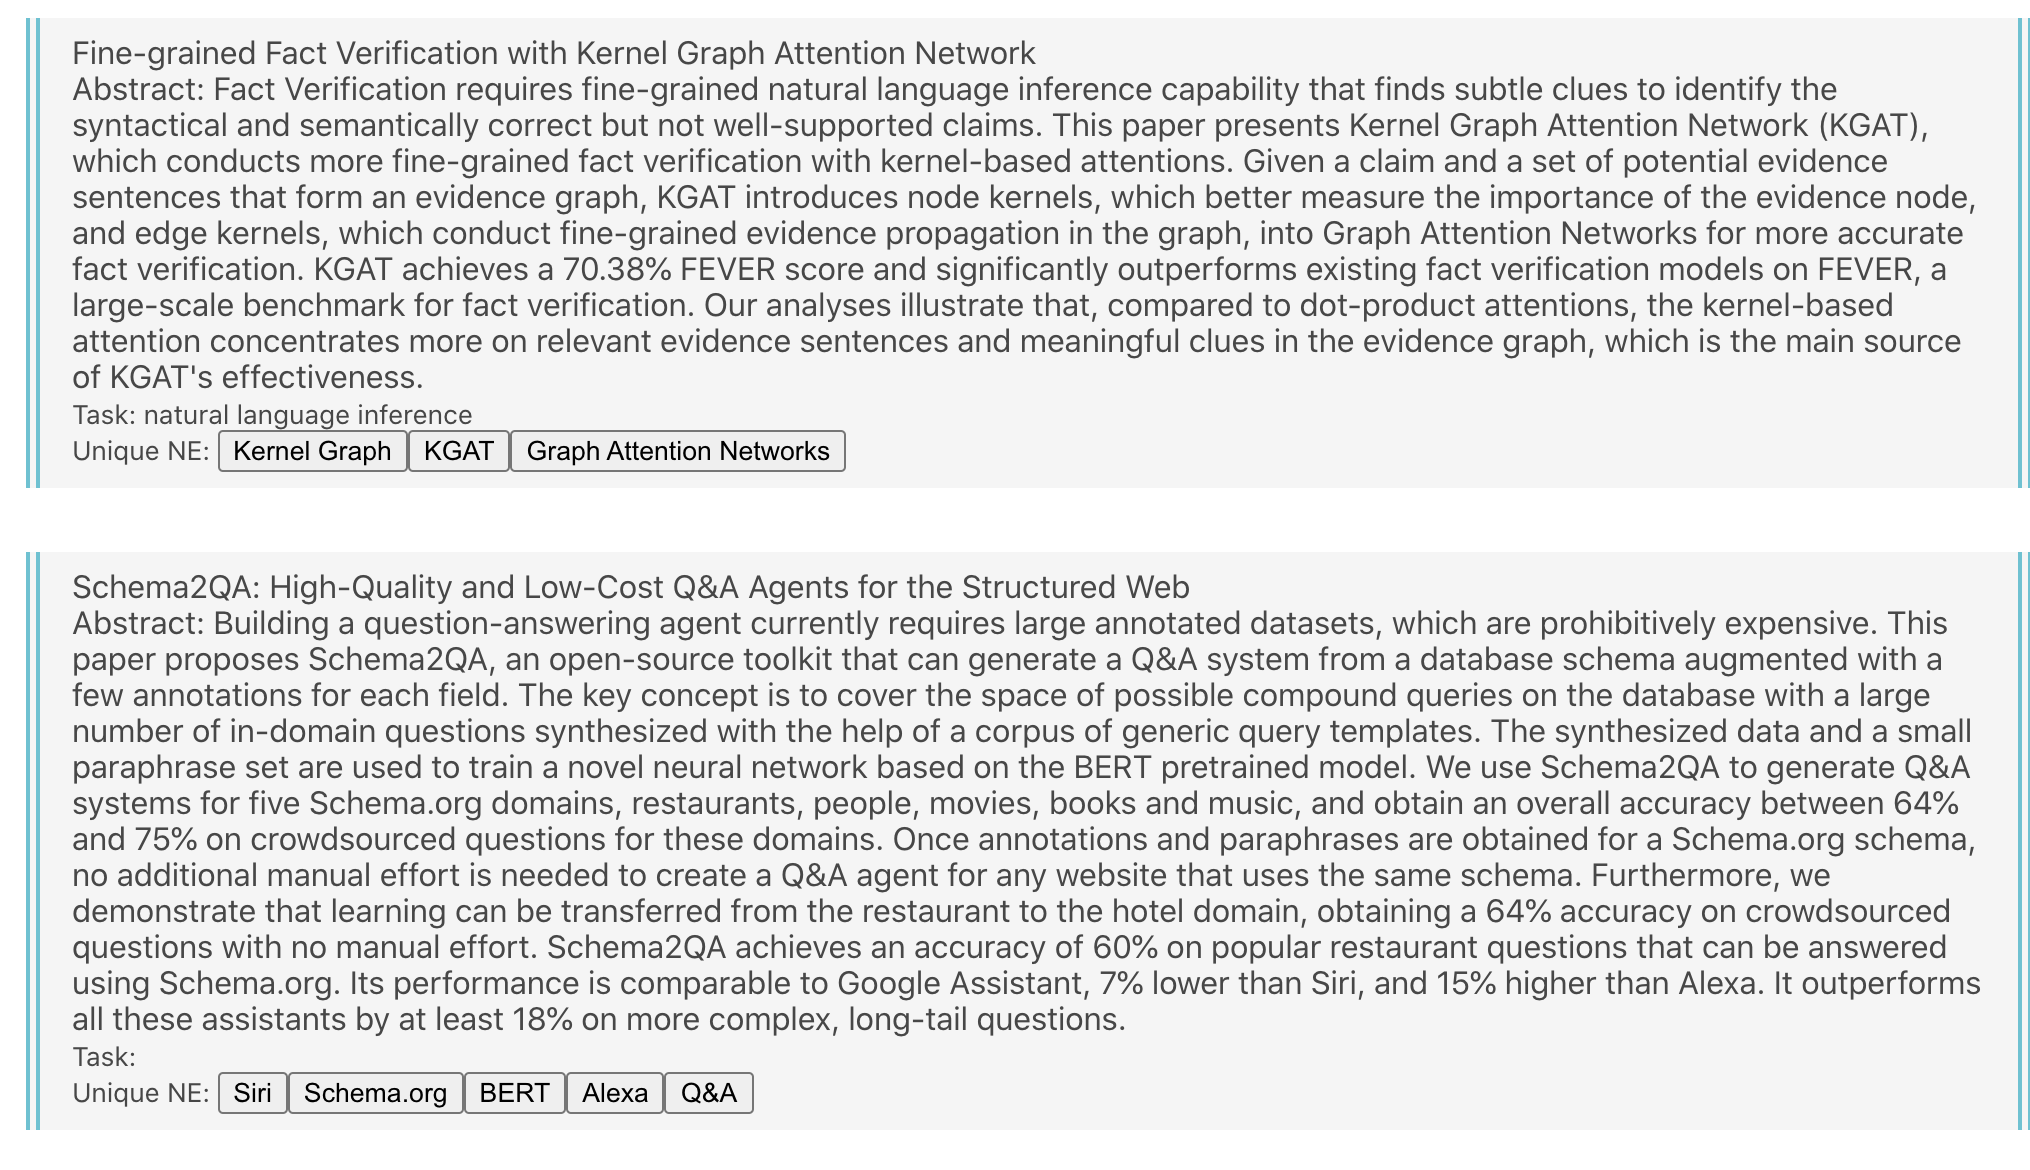 Fine-grained Fact Verification with Kernel Graph Attention Network
Abstract: Fact Verification requires fine-grained natural language inference capability that finds subtle clues to identify the
syntactical and semantically correct but not well-supported claims. This paper presents Kernel Graph Attention Network (KGAT),
which conducts more fine-grained fact verification with kernel-based attentions. Given a claim and a set of potential evidence
sentences that form an evidence graph, KGAT introduces node kernels, which better measure the importance of the evidence node,
and edge kernels, which conduct fine-grained evidence propagation in the graph, into Graph Attention Networks for more accurate
fact verification. KGAT achieves a 70.38% FEVER score and significantly outperforms existing fact verification models on FEVER, a
large-scale benchmark for fact verification. Our analyses illustrate that, compared to dot-product attentions, the kernel-based
attention concentrates more on relevant evidence sentences and meaningful clues in the evidence graph, which is the main source
of KGAT's effectiveness.
Task: natural language inference
Unique NE: Kernel Graph KGAT Graph Attention Networks
Schema2QA: High-Quality and Low-Cost Q&A Agents for the Structured Web
Abstract: Building a question-answering agent currently requires large annotated datasets, which are prohibitively expensive. This
paper proposes Schema2QA, an open-source toolkit that can generate a Q&A system from a database schema augmented with a
few annotations for each field. The key concept is to cover the space of possible compound queries on the database with a large
number of in-domain questions synthesized with the help of a corpus of generic query templates. The synthesized data and a small
paraphrase set are used to train a novel neural network based on the BERT pretrained model. We use Schema2QA to generate Q&A
systems for five Schema.org domains, restaurants, people, movies, books and music, and obtain an overall accuracy between 64%
and 75% on crowdsourced questions for these domains. Once annotations and paraphrases are obtained for a Schema.org schema,
no additional manual effort is needed to create a Q&A agent for any website that uses the same schema. Furthermore, we
demonstrate that learning can be transferred from the restaurant to the hotel domain, obtaining a 64% accuracy on crowdsourced
questions with no manual effort. Schema2QA achieves an accuracy of 60% on popular restaurant questions that can be answered
using Schema.org. Its performance is comparable to Google Assistant, 7% lower than Siri, and 15% higher than Alexa. It outperforms
all these assistants by at least 18% on more complex, long-tail questions.
Task:
Unique NE: Siri Schema.org BERT Alexa Q&A